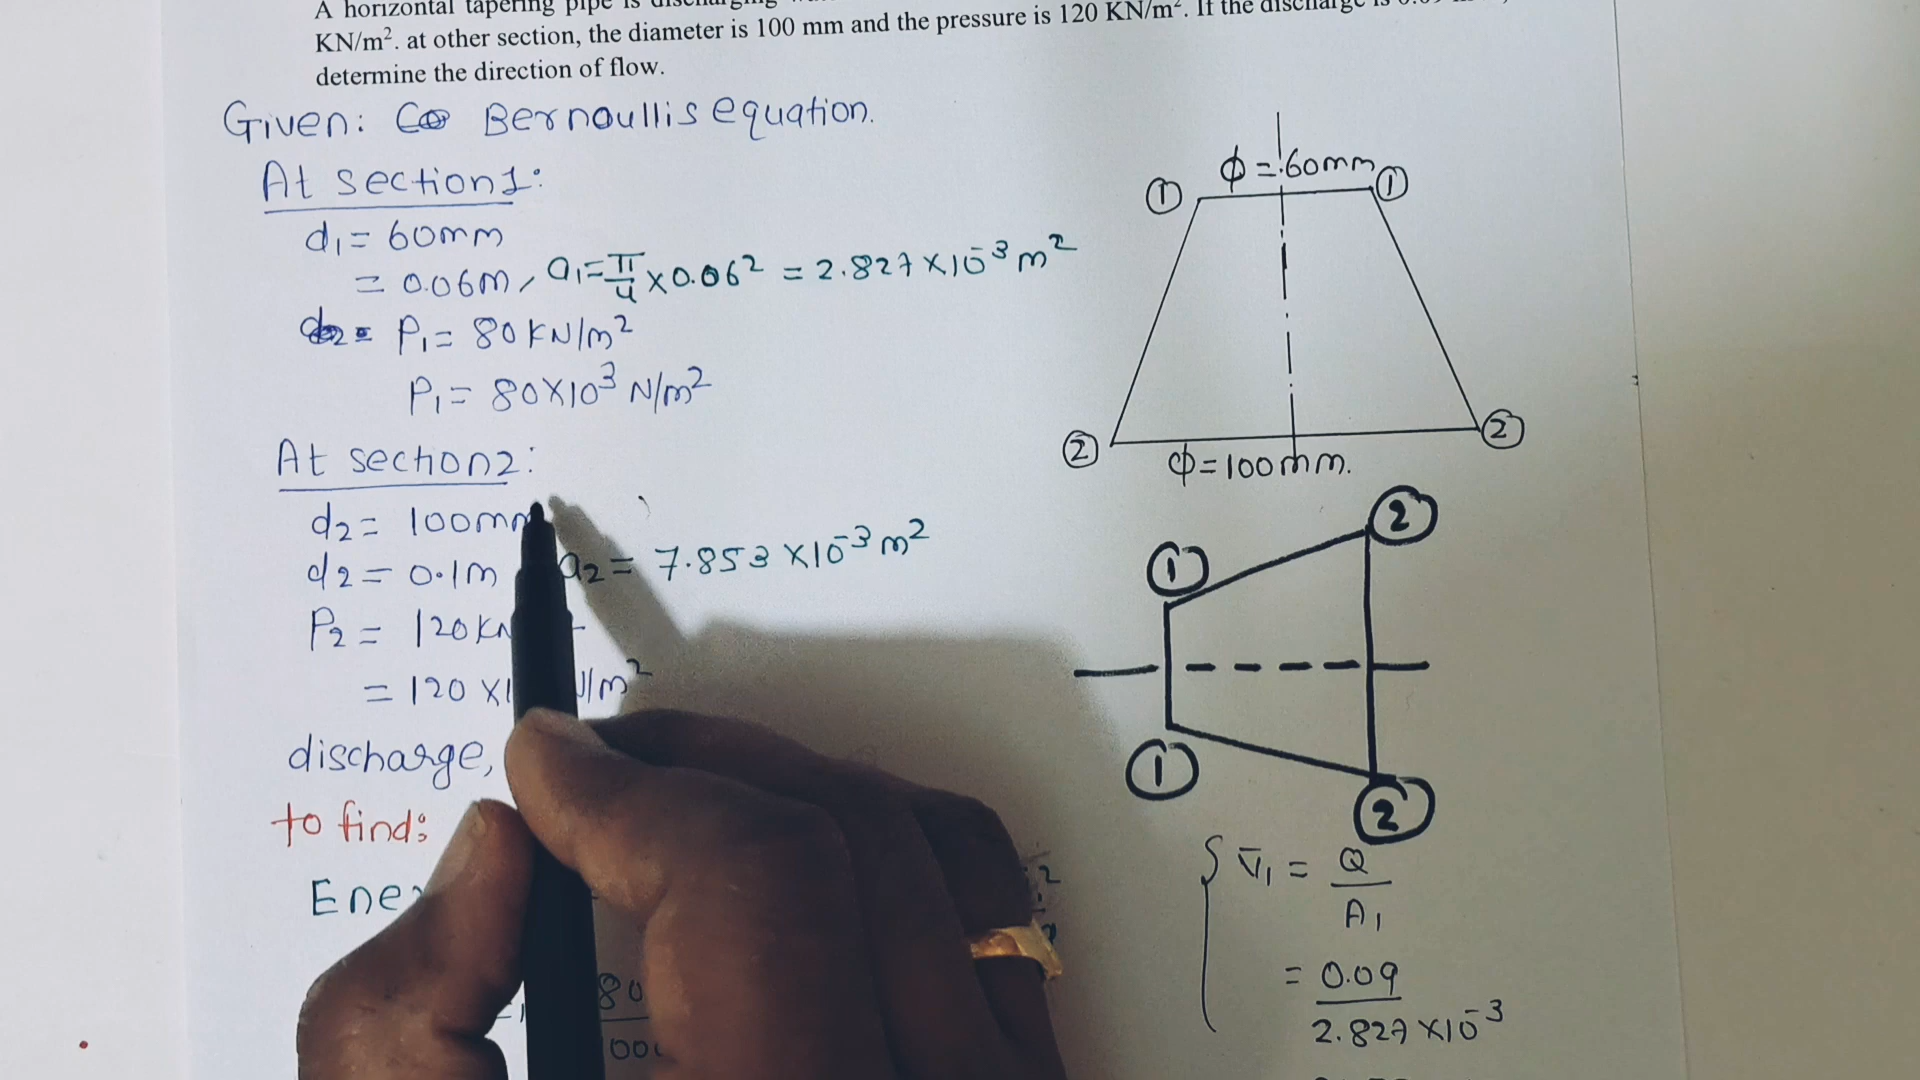 A horizontal tapering pipe is discharging
KN/m². at other section, the diameter is 100 mm and the pressure is 120 KN/m². If the discharge is
determine the direction of flow.
Given: Bernoullis equation.
At section1:
d₁ = 60mm
= 0.06m, a₁ = π/4 × 0.06² = 2.827 × 10⁻³ m²
P₁ = 80 KN/m²
P₁ = 80×10³ N/m²
At section2:
d₂ = 100mm
d₂ = 0.1m a₂ = 7.853 × 10⁻³ m²
P₂ = 120 KN
= 120 × N/m²
discharge,
to find:
Ene
80
ϕ = 60mm
1 1
2 2
ϕ = 100mm.
2
1
1
2
V̄₁ = Q/A₁
= 0.09/2.827 × 10⁻³